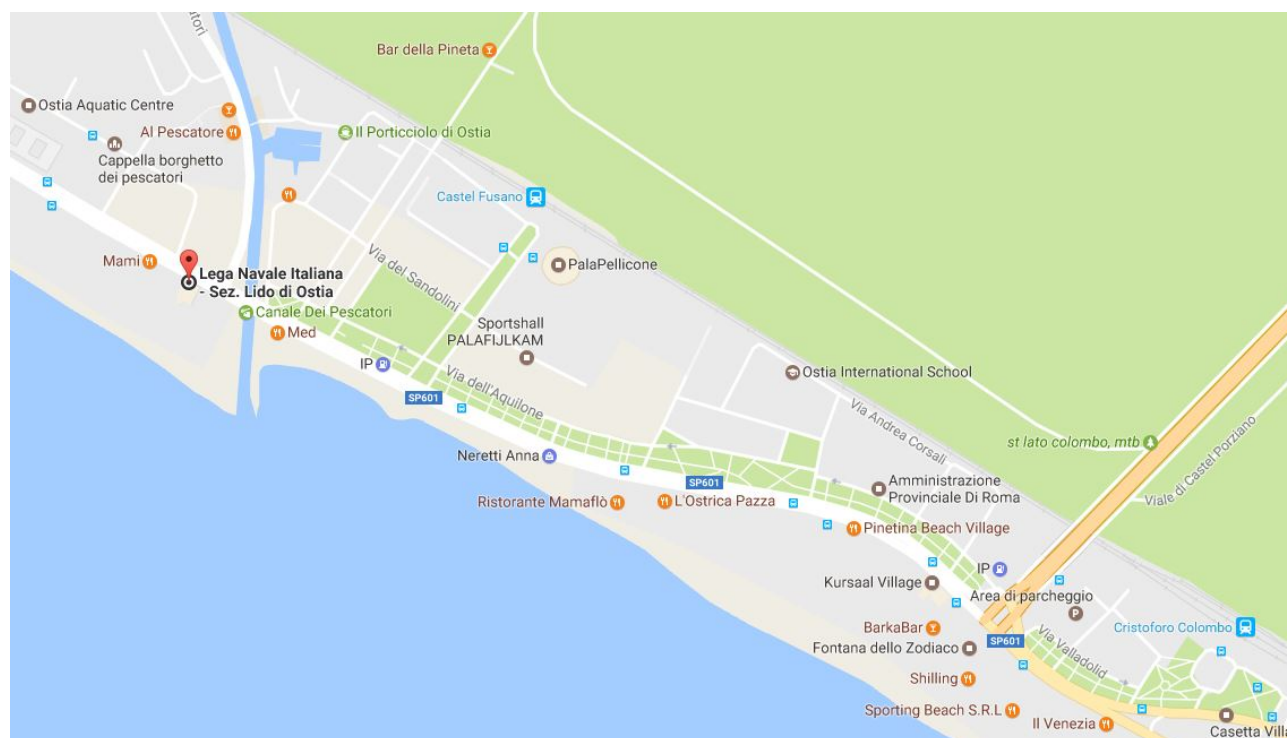 Bar della Pineta
Ostia Aquatic Centre
Al Pescatore
Il Porticciolo di Ostia
Cappella borghetto
dei pescatori
Castel Fusano
Mami
Lega Navale Italiana
- Sez. Lido di Ostia
Via del Sandolini
PalaPellicone
Canale Dei Pescatori
Med
Sportshall
PALAFIJLKAM
IP
Via dell'Aquilone
Ostia International School
SP601
Via Andrea Corsali
st lato colombo, mtb
Viale di Castel Porziano
Neretti Anna
SP601
Amministrazione
Provinciale Di Roma
Ristorante Mamaflò
L'Ostrica Pazza
Pinetina Beach Village
IP
Kursaal Village
Area di parcheggio
P
BarkaBar
Cristoforo Colombo
SP601
Via Valladolid
Fontana dello Zodiaco
Shilling
Sporting Beach S.R.L
Il Venezia
Casetta Villa